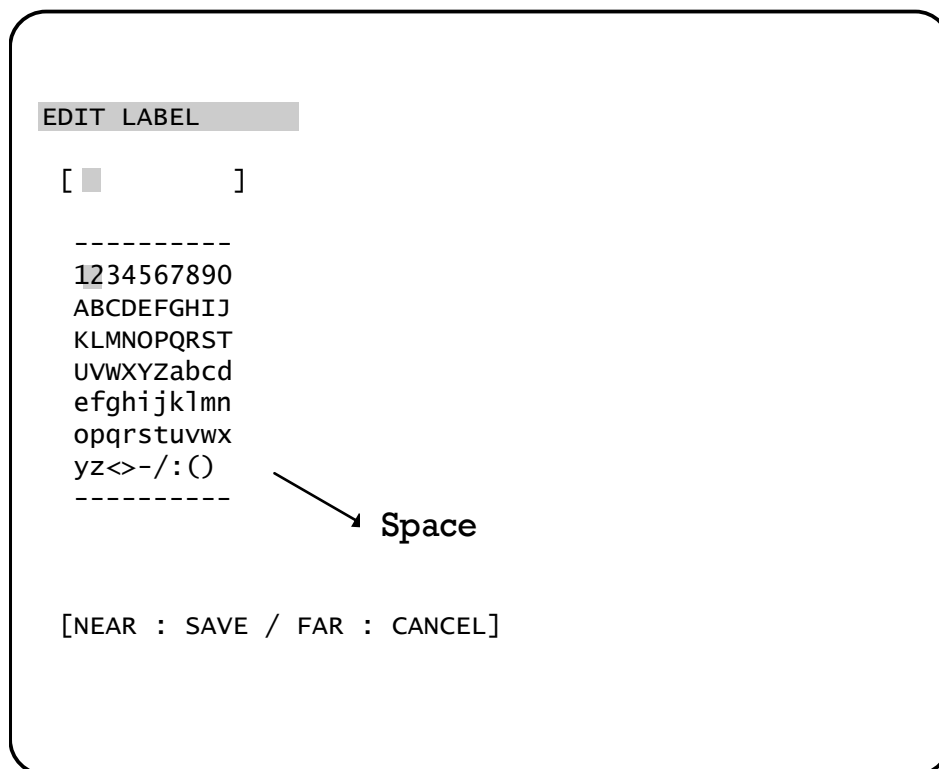 EDIT LABEL
[ ]
----------
1234567890
ABCDEFGHIJ
KLMNOPQRST
UVWXYZabcd
efghijklmn
opqrstuvwx
yz<>-/:()
----------
Space
[NEAR : SAVE / FAR : CANCEL]